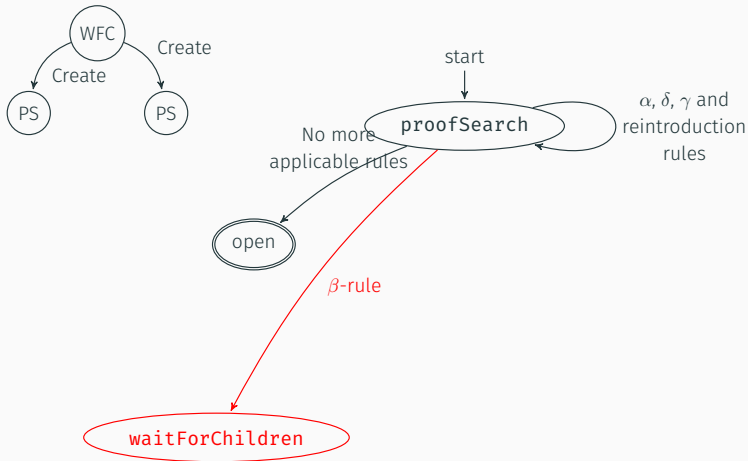 WFC
Create
Create
PS
PS
start
proofSearch
α, δ, γ and
reintroduction
rules
No more
applicable rules
open
β-rule
waitForChildren